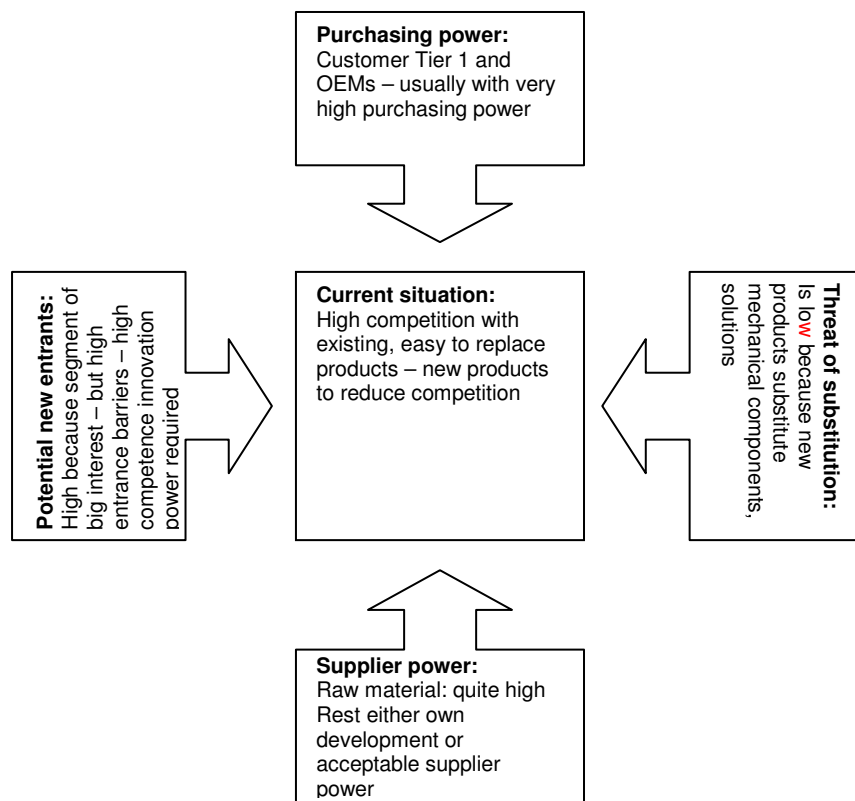 Purchasing power:
Customer Tier 1 and
OEMs – usually with very
high purchasing power
Potential new entrants:
High because segment of
big interest – but high
entrance barriers – high
competence innovation
power required
Current situation:
High competition with
existing, easy to replace
products – new products
to reduce competition
Threat of substitution:
Is low because new
products substitute
mechanical components,
solutions
Supplier power:
Raw material: quite high
Rest either own
development or
acceptable supplier
power